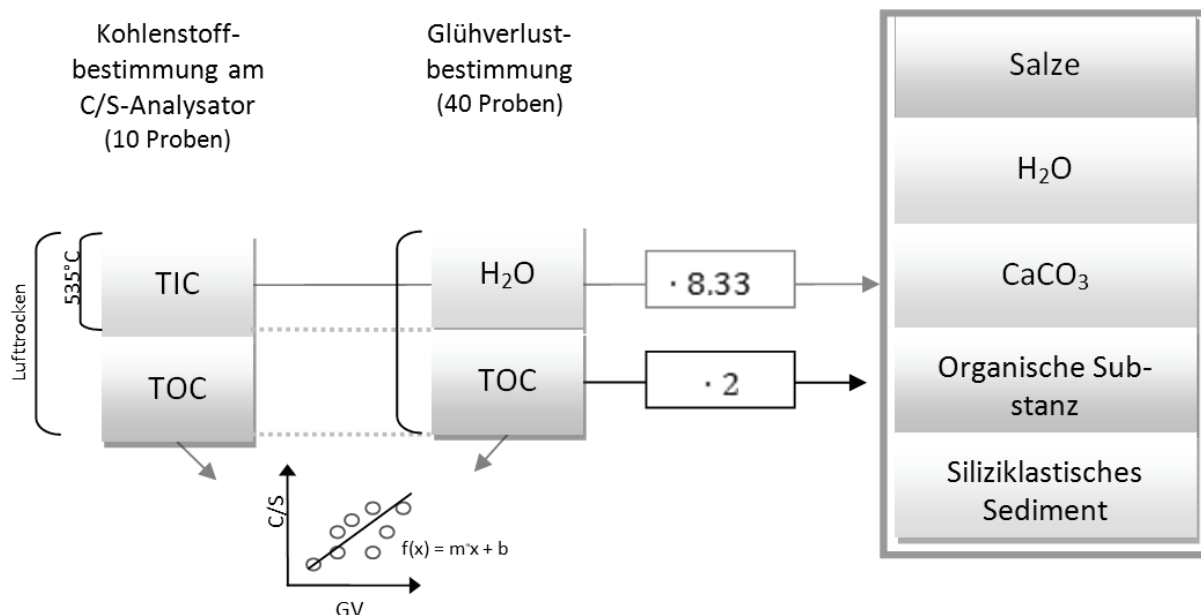 Kohlenstoff-
bestimmung am
C/S-Analysator
(10 Proben)
Glühverlust-
bestimmung
(40 Proben)
Lufttrocken
535°C
TIC
TOC
H₂O
TOC
· 8.33
· 2
Salze
H₂O
CaCO₃
Organische Sub-
stanz
Siliziklastisches
Sediment
C/S
f(x) = m*x + b
GV